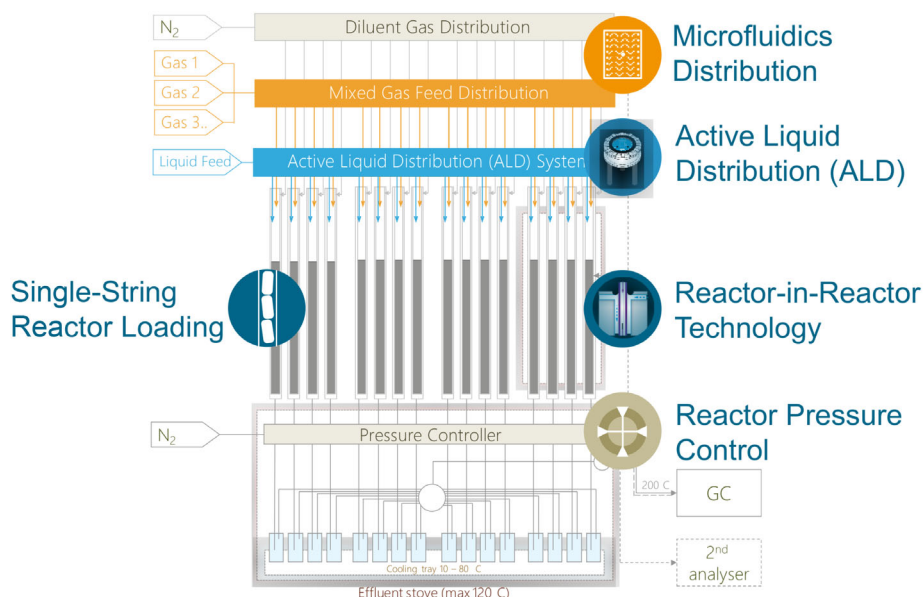 N2
Diluent Gas Distribution
Gas 1
Gas 2
Gas 3..
Mixed Gas Feed Distribution
Microfluidics
Distribution
Liquid Feed
Active Liquid Distribution (ALD) System
Active Liquid
Distribution (ALD)
Single-String
Reactor Loading
Reactor-in-Reactor
Technology
N2
Pressure Controller
Reactor Pressure
Control
200 C
GC
2nd
analyser
Cooling tray 10 – 80 C
Effluent stove (max 120 C)